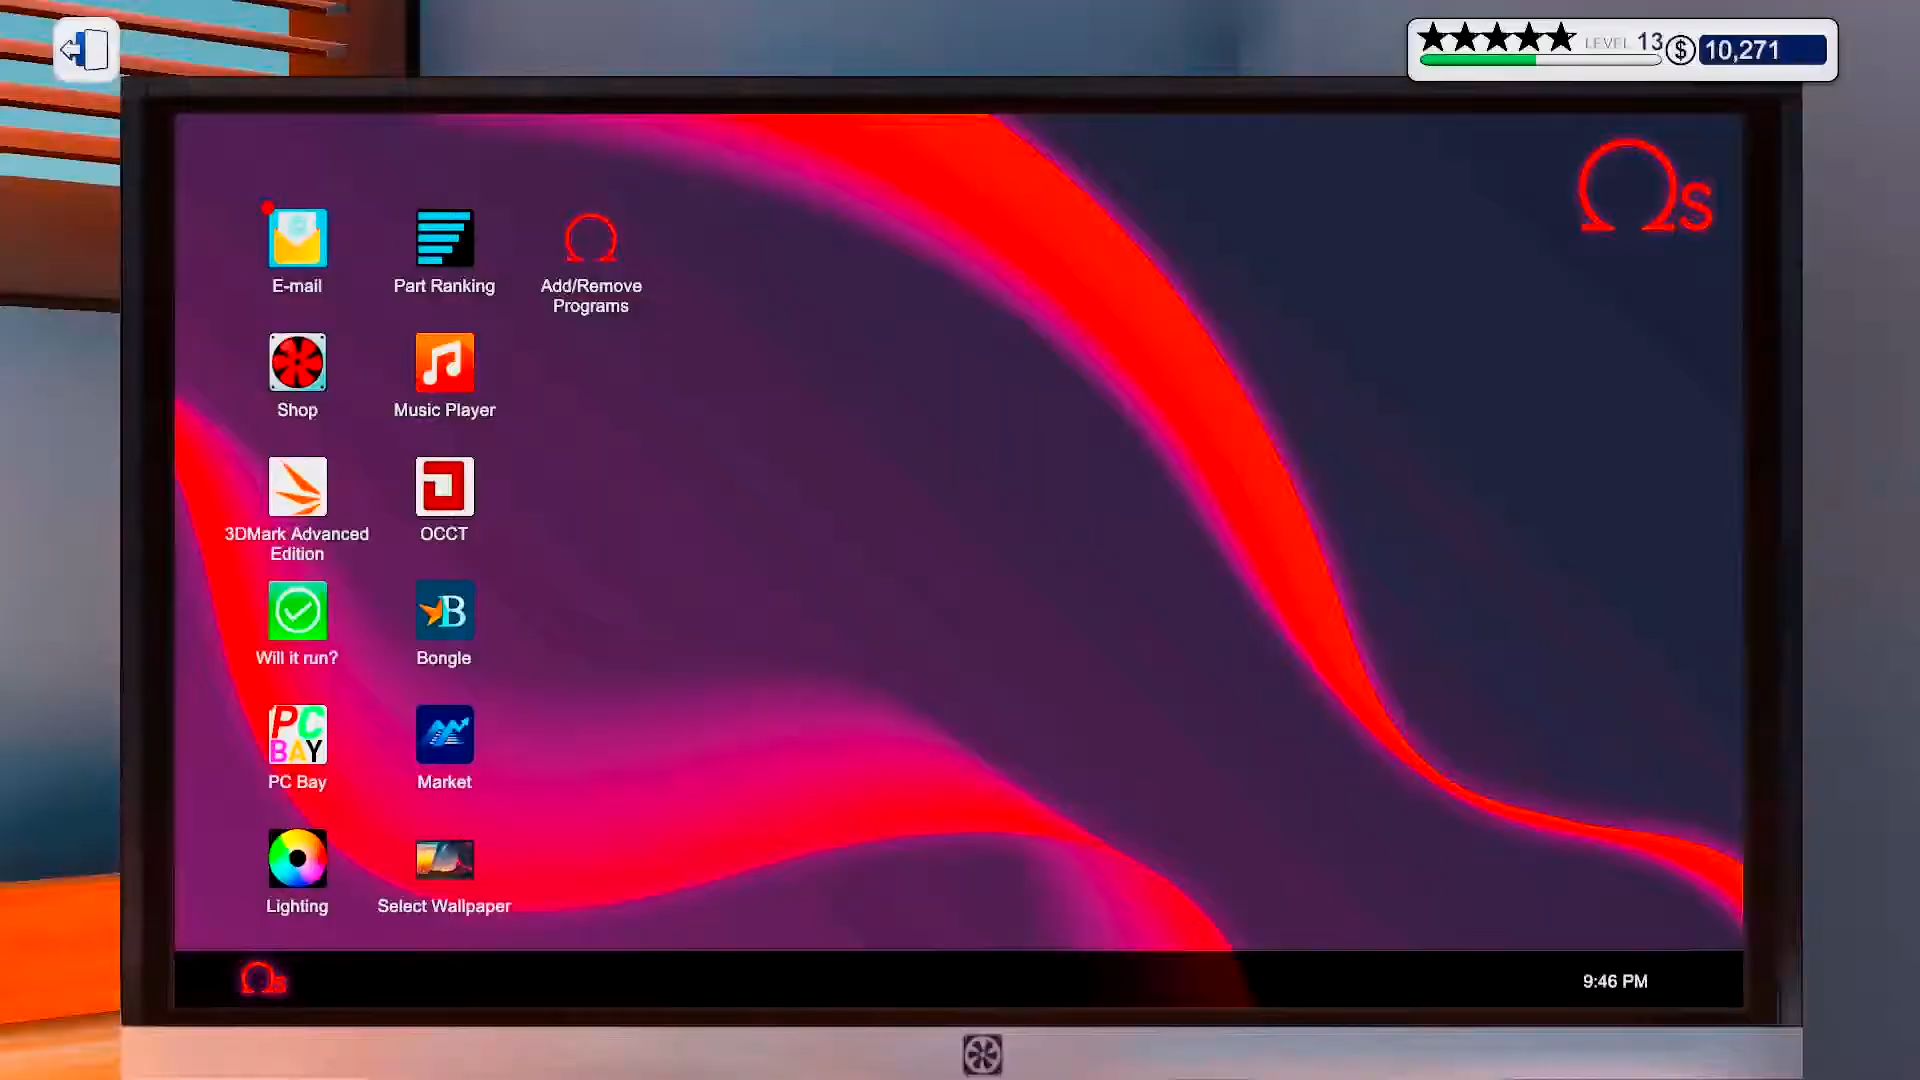 LEVEL 13
$ 10,271
Ωs
E-mail
Part Ranking
Add/Remove
Programs
Shop
Music Player
3DMark Advanced
Edition
OCCT
Will it run?
B
Bongle
PC
BAY
PC Bay
Market
Lighting
Select Wallpaper
Ωs
9:46 PM